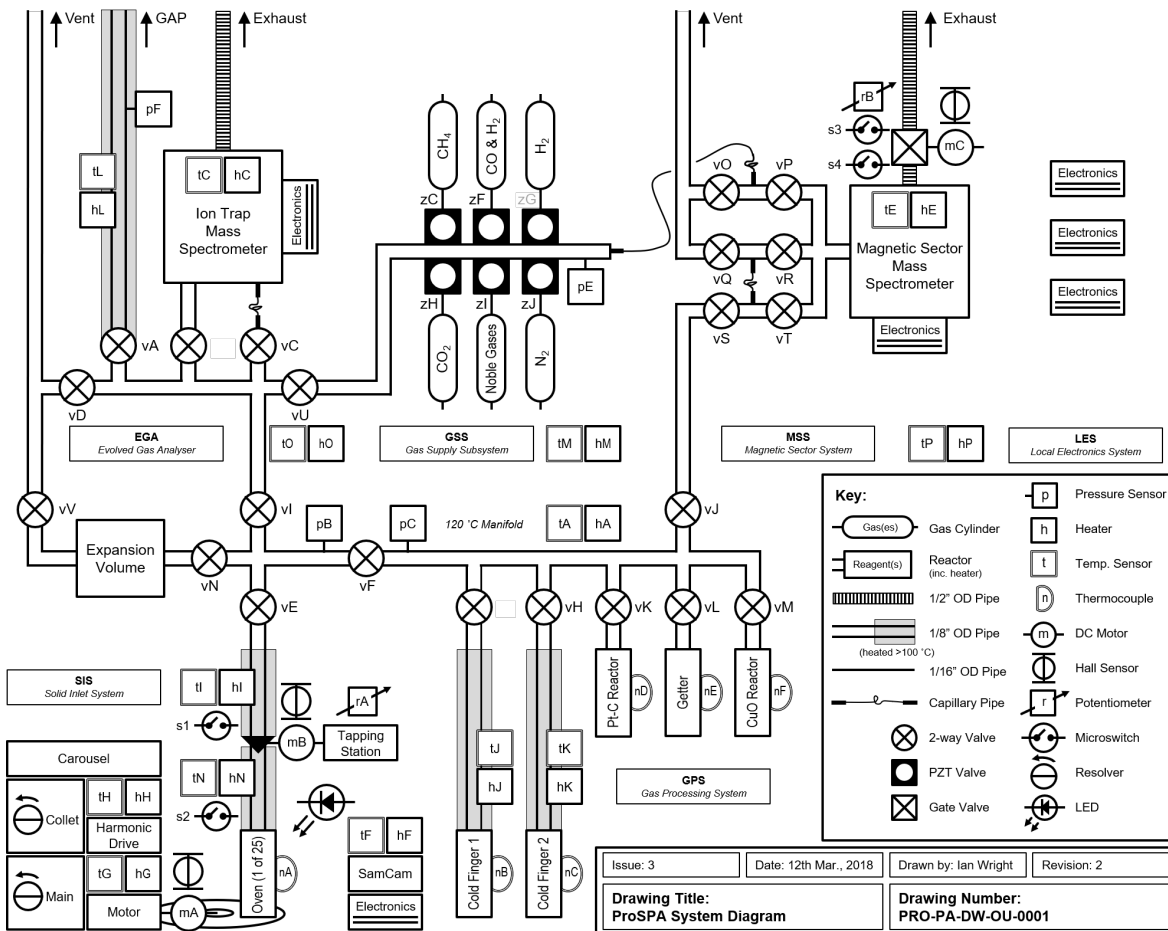 Vent
GAP
Exhaust
Vent
Exhaust
pF
rB
s3
s4
mC
CH4
CO & H2
H2
tL
hL
tC
hC
Ion Trap
Mass
Spectrometer
Electronics
zC
zF
zG
vO
vP
tE
hE
Magnetic Sector
Mass
Spectrometer
Electronics
Electronics
Electronics
Electronics
pE
vQ
vR
zH
zI
zJ
vS
vT
CO2
Noble Gases
N2
vA
vC
vD
vU
EGA
Evolved Gas Analyser
tO
hO
GSS
Gas Supply Subsystem
tM
hM
MSS
Magnetic Sector System
tP
hP
LES
Local Electronics System
vV
vI
pB
pC
120 °C Manifold
tA
hA
vJ
Expansion
Volume
vN
vF
vE
vH
vK
vL
vM
Key:
Gas(es)
Gas Cylinder
Reagent(s)
Reactor
(inc. heater)
1/2” OD Pipe
1/8” OD Pipe
(heated >100 °C)
1/16” OD Pipe
Capillary Pipe
2-way Valve
PZT Valve
Gate Valve
p
Pressure Sensor
h
Heater
t
Temp. Sensor
n
Thermocouple
m
DC Motor
Hall Sensor
r
Potentiometer
Microswitch
Resolver
LED
SIS
Solid Inlet System
tI
hI
s1
rA
mB
Tapping
Station
tN
hN
s2
Carousel
Collet
tH
hH
Harmonic
Drive
Main
tG
hG
Motor
mA
Oven (1 of 25)
nA
tF
hF
SamCam
Electronics
tJ
hJ
tK
hK
Cold Finger 1
nB
Cold Finger 2
nC
Pt-C Reactor
nD
Getter
nE
CuO Reactor
nF
GPS
Gas Processing System
Issue: 3
Date: 12th Mar., 2018
Drawn by: Ian Wright
Revision: 2
Drawing Title:
ProSPA System Diagram
Drawing Number:
PRO-PA-DW-OU-0001